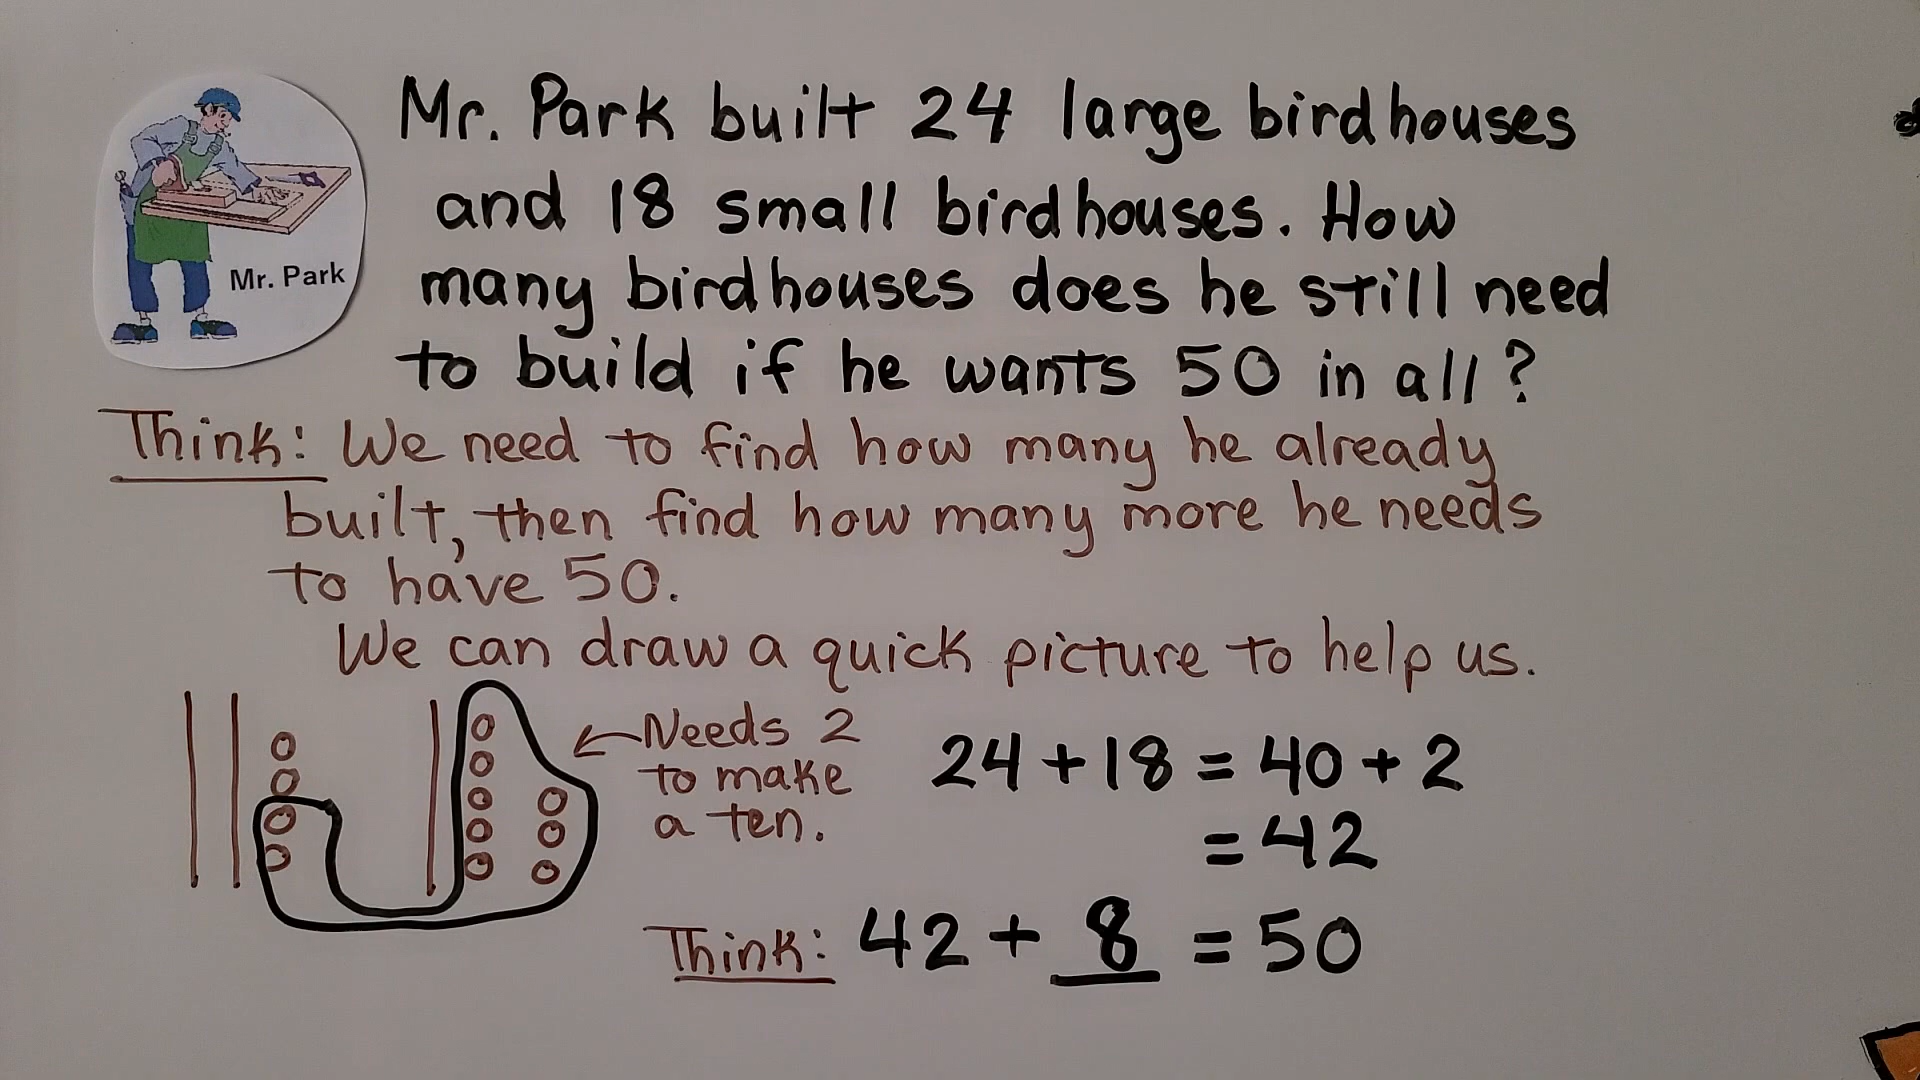 Mr. Park built 24 large birdhouses
and 18 small birdhouses. How
many birdhouses does he still need
to build if he wants 50 in all?
Mr. Park
Think: We need to find how many he already
built, then find how many more he needs
to have 50.
We can draw a quick picture to help us.
Needs 2
to make
a ten.
24 + 18 = 40 + 2
= 42
Think: 42 + 8 = 50